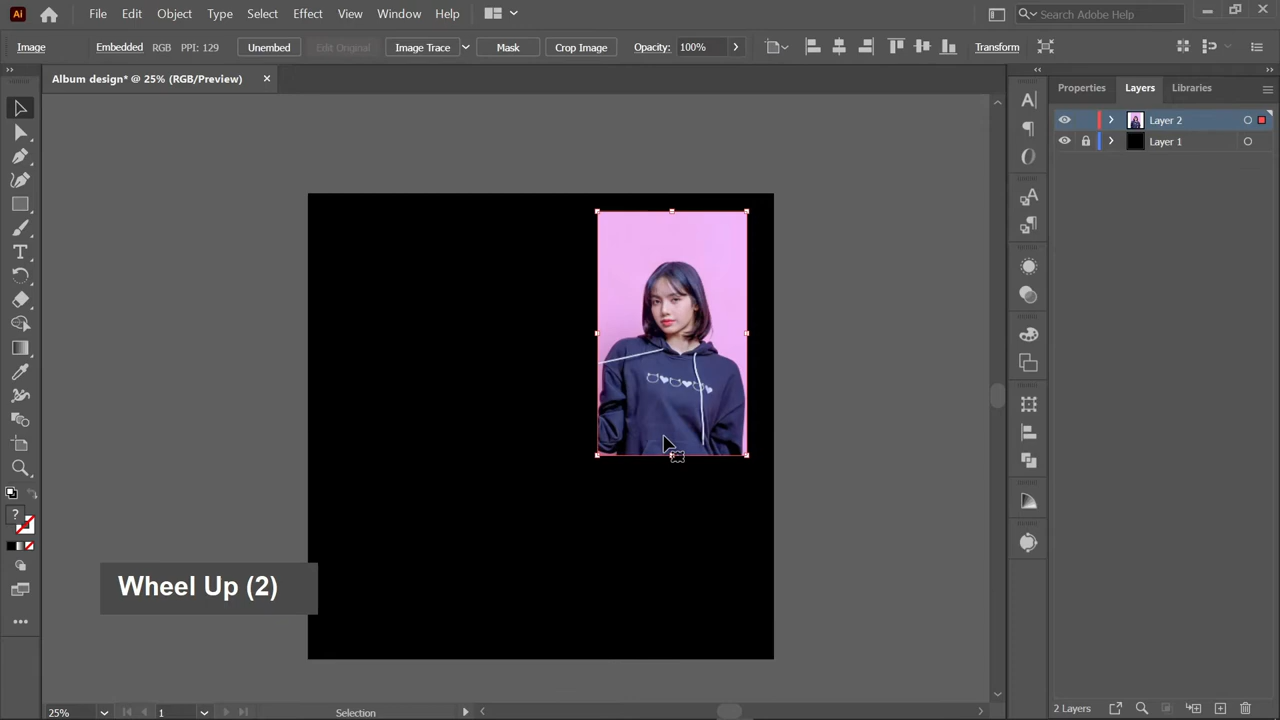 Ai File Edit Object Type Select Effect View Window Help Search Adobe Help
Image Embedded RGB PPI: 129 Unembed Edit Original Image Trace Mask Crop Image Opacity: 100% Transform
Album design* @ 25% (RGB/Preview)
Properties Layers Libraries
Layer 2
Layer 1
Wheel Up (2)
25% 1 Selection
2 Layers